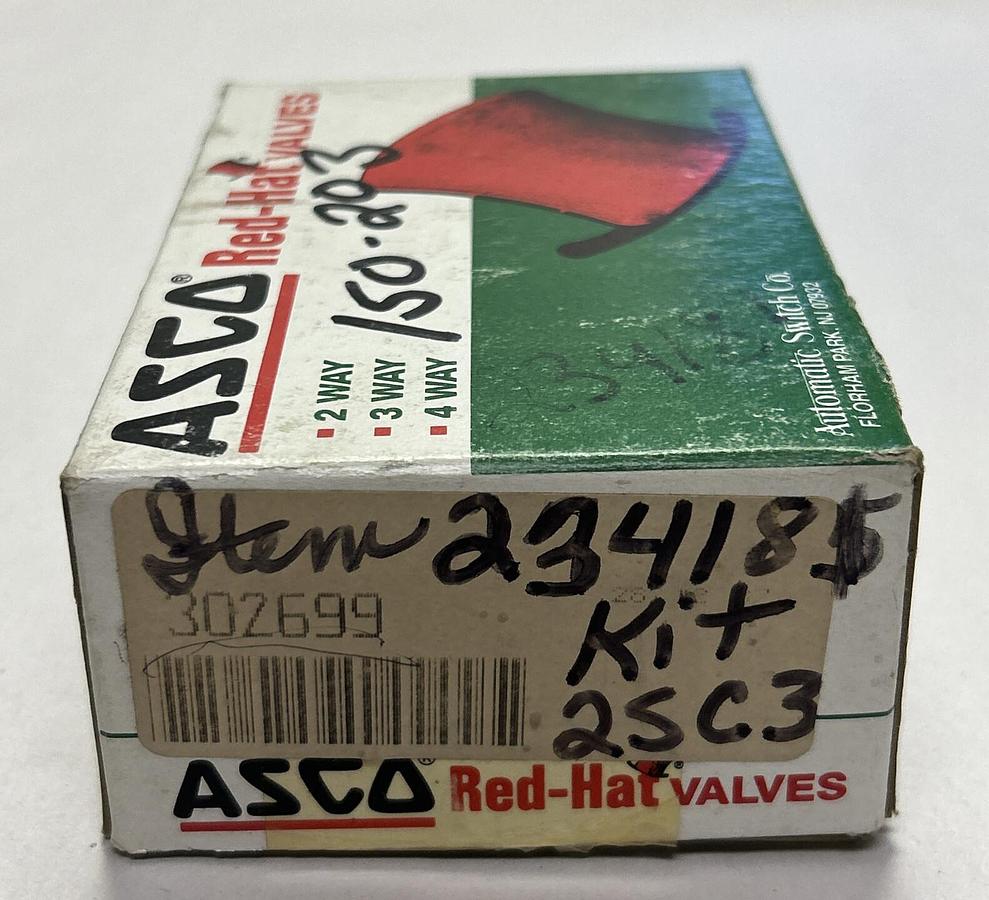 ASCO® Red-Hat VALVES
150-203
▪ 2 WAY
▪ 3 WAY
▪ 4 WAY
Automatic Switch Co.
FLORHAM PARK, NJ 07932
Item 23418
302699
Kit
2SC3
ASCO® Red-Hat VALVES